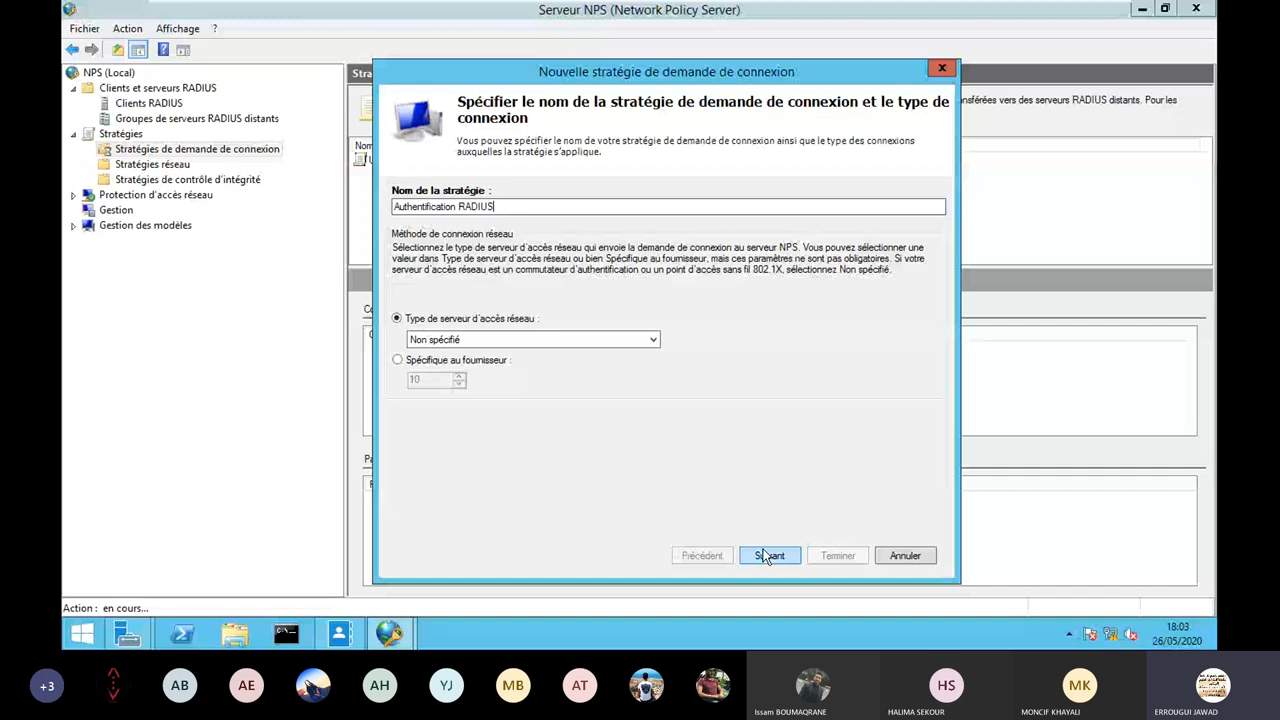 Serveur NPS (Network Policy Server)
Fichier Action Affichage ?
NPS (Local)
Clients et serveurs RADIUS
Clients RADIUS
Groupes de serveurs RADIUS distants
Stratégies
Stratégies de demande de connexion
Stratégies réseau
Stratégies de contrôle d'intégrité
Protection d'accès réseau
Gestion
Gestion des modèles
Stra
nsférées vers des serveurs RADIUS distants. Pour les
Nom
Nouvelle stratégie de demande de connexion
Spécifier le nom de la stratégie de demande de connexion et le type de
connexion
Vous pouvez spécifier le nom de votre stratégie de demande de connexion ainsi que le type des connexions
auxquelles la stratégie s'applique.
Nom de la stratégie :
Authentification RADIUS
Méthode de connexion réseau
Sélectionnez le type de serveur d'accès réseau qui envoie la demande de connexion au serveur NPS. Vous pouvez sélectionner une
valeur dans Type de serveur d'accès réseau ou bien Spécifique au fournisseur, mais ces paramètres ne sont pas obligatoires. Si votre
serveur d'accès réseau est un commutateur d'authentification ou un point d'accès sans fil 802.1X, sélectionnez Non spécifié.
Type de serveur d'accès réseau :
Non spécifié
Spécifique au fournisseur :
10
Précédent Suivant Terminer Annuler
Action : en cours...
18:03
26/05/2020
+3 AB AE AH YJ MB AT HS MK
Issam BOUMAQRANE HALIMA SEKOUR MONCIF KHAYALI ERROUGUI JAWAD